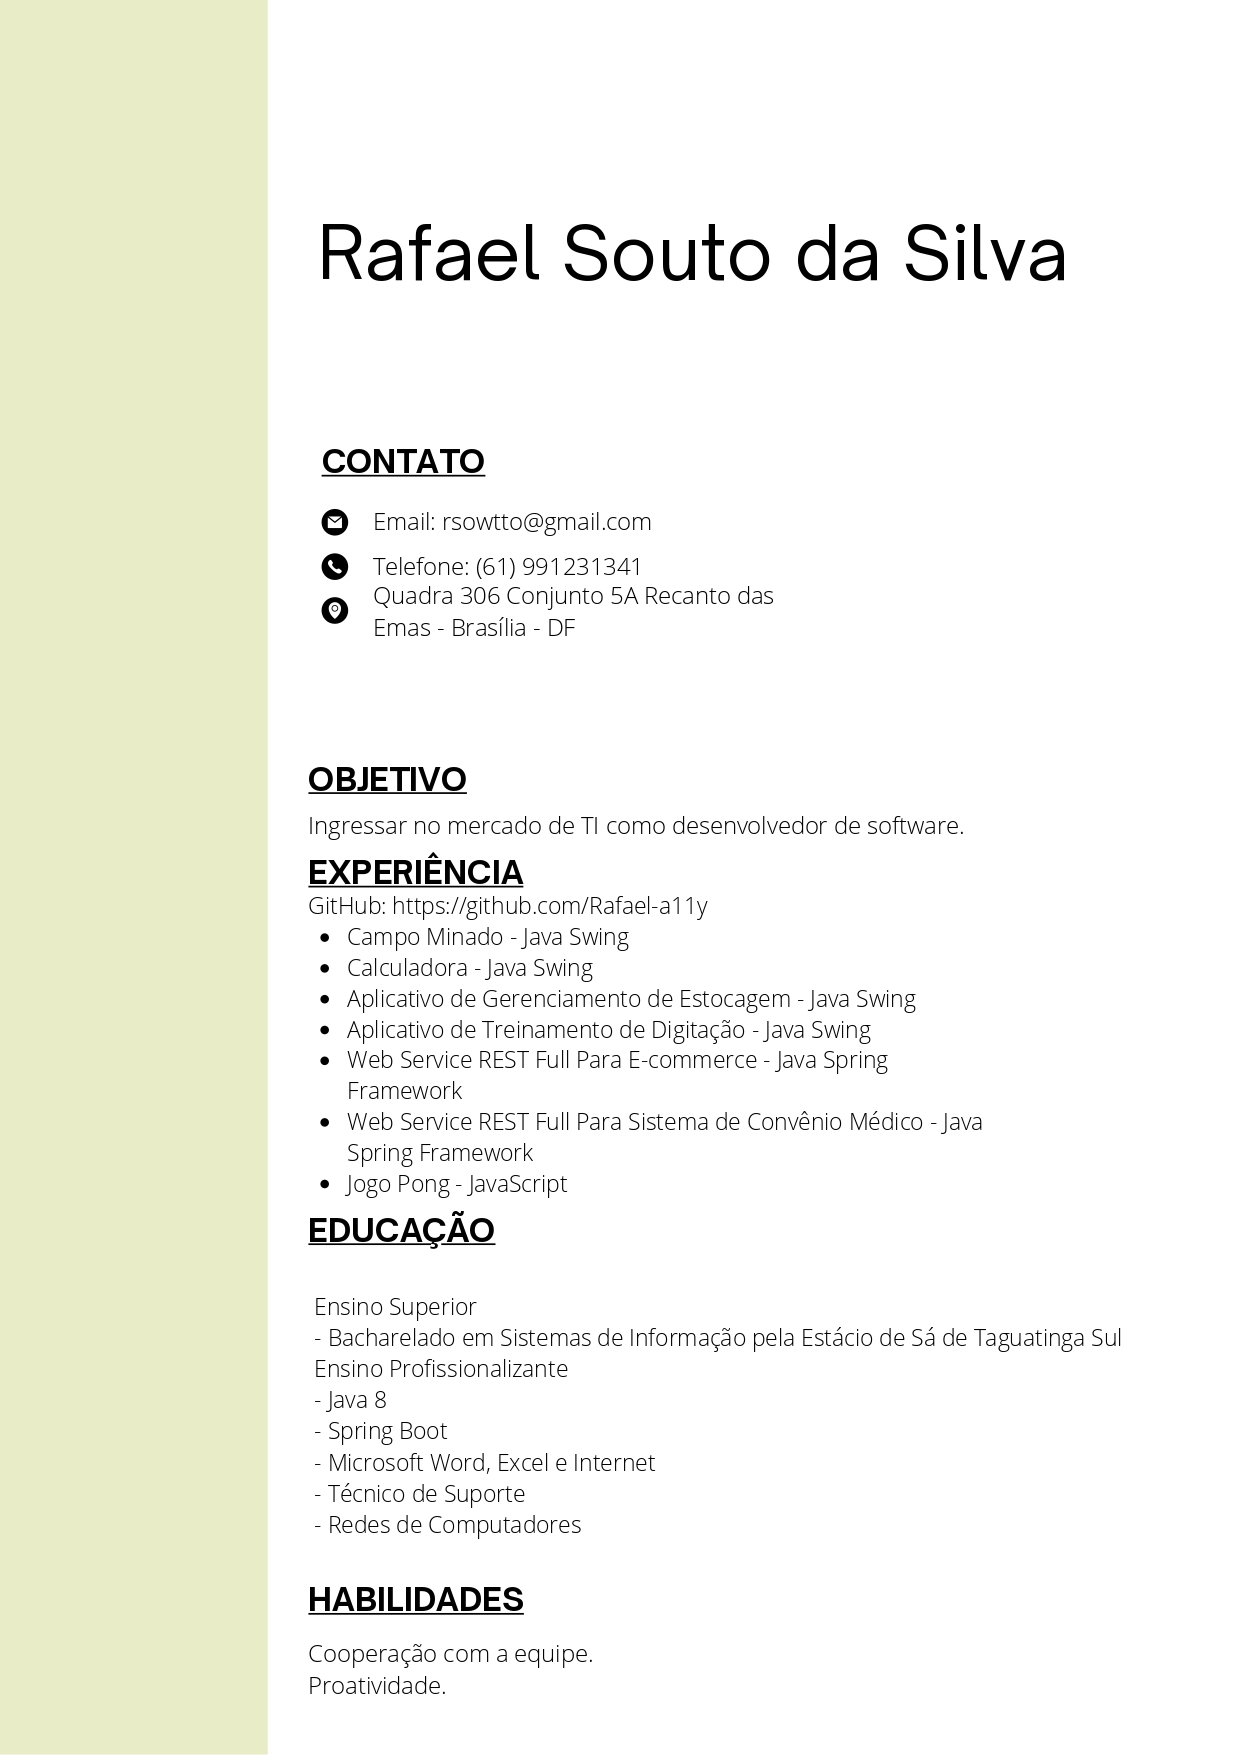 Rafael Souto da Silva
CONTATO
Email: rsowtto@gmail.com
Telefone: (61) 991231341
Quadra 306 Conjunto 5A Recanto das
Emas - Brasília - DF
OBJETIVO
Ingressar no mercado de TI como desenvolvedor de software.
EXPERIÊNCIA
GitHub: https://github.com/Rafael-a11y
• Campo Minado - Java Swing
• Calculadora - Java Swing
• Aplicativo de Gerenciamento de Estocagem - Java Swing
• Aplicativo de Treinamento de Digitação - Java Swing
• Web Service REST Full Para E-commerce - Java Spring
Framework
• Web Service REST Full Para Sistema de Convênio Médico - Java
Spring Framework
• Jogo Pong - JavaScript
EDUCAÇÃO
Ensino Superior
- Bacharelado em Sistemas de Informação pela Estácio de Sá de Taguatinga Sul
Ensino Profissionalizante
- Java 8
- Spring Boot
- Microsoft Word, Excel e Internet
- Técnico de Suporte
- Redes de Computadores
HABILIDADES
Cooperação com a equipe.
Proatividade.